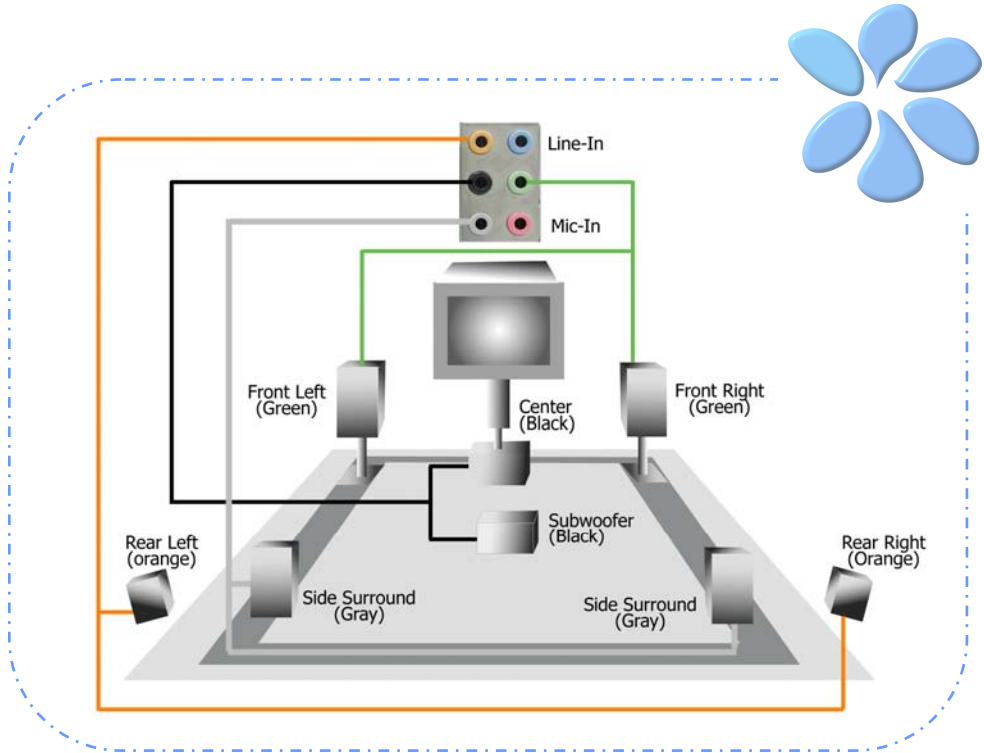 Line-In
Mic-In
Front Left
(Green)
Front Right
(Green)
Center
(Black)
Subwoofer
(Black)
Rear Left
(orange)
Rear Right
(Orange)
Side Surround
(Gray)
Side Surround
(Gray)